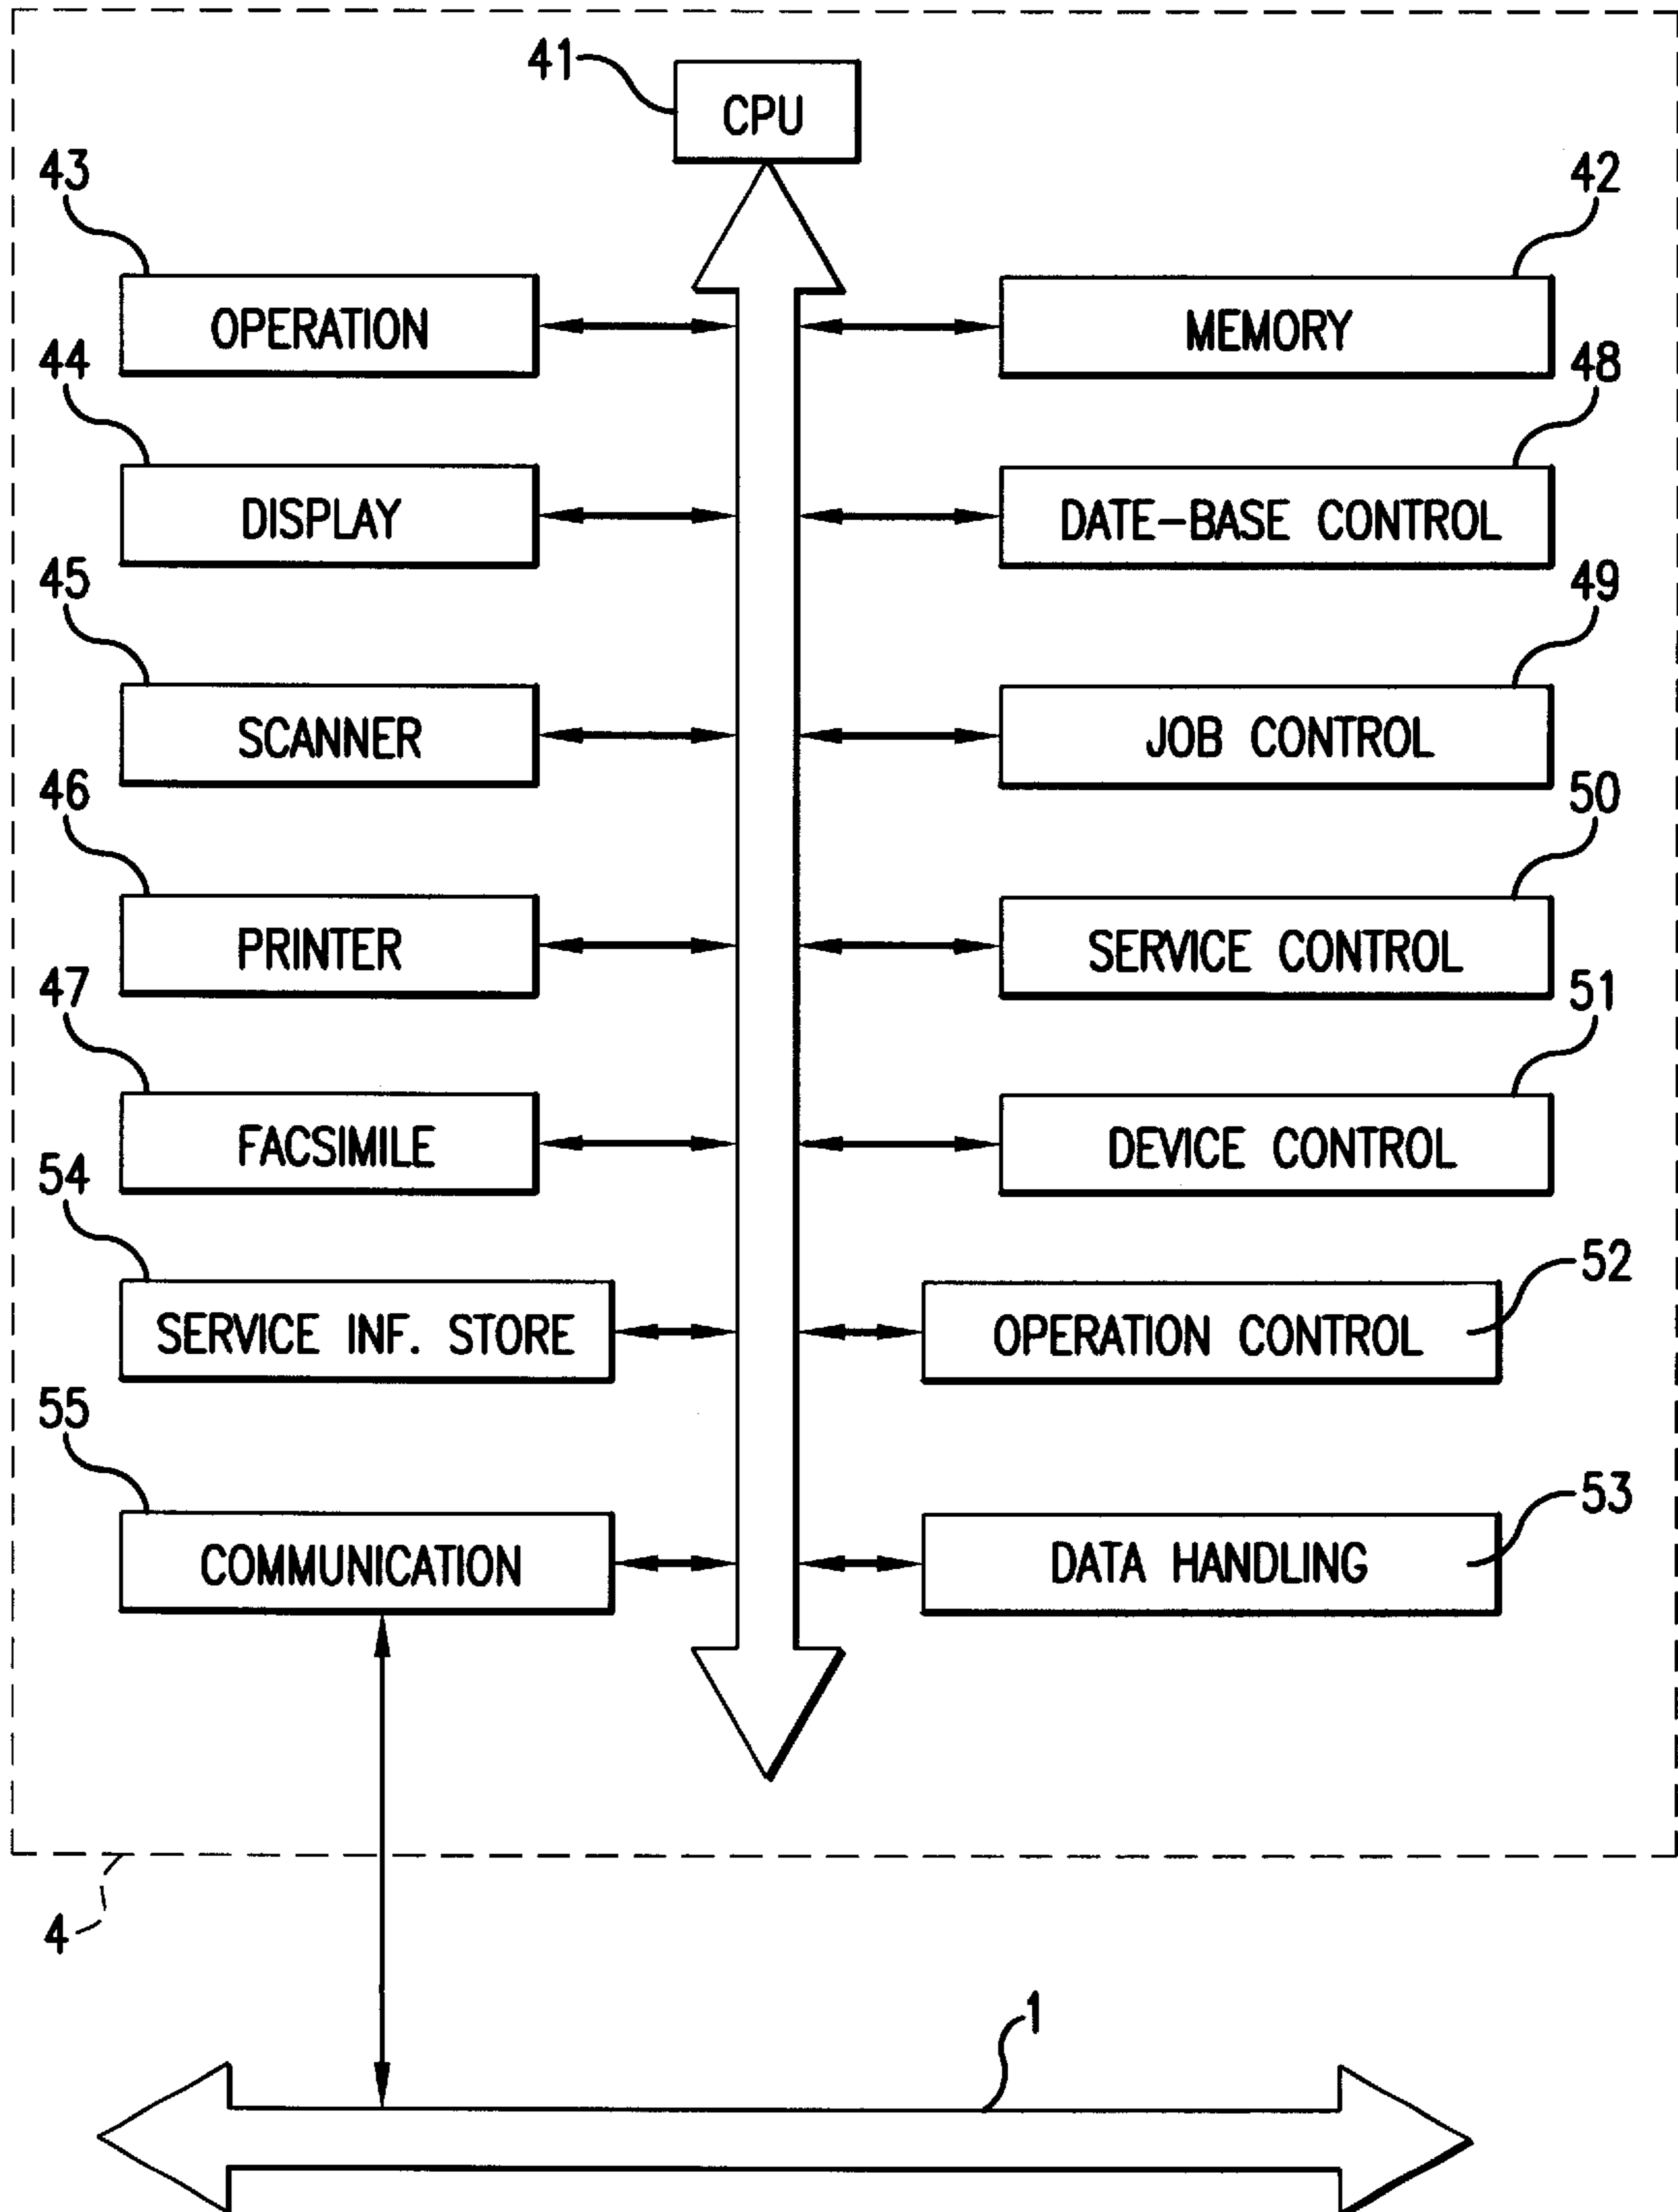 41
CPU
43
42
OPERATION
MEMORY
44
48
DISPLAY
DATE-BASE CONTROL
45
49
SCANNER
JOB CONTROL
46
50
PRINTER
SERVICE CONTROL
47
51
FACSIMILE
DEVICE CONTROL
54
52
SERVICE INF. STORE
OPERATION CONTROL
55
53
COMMUNICATION
DATA HANDLING
4
1